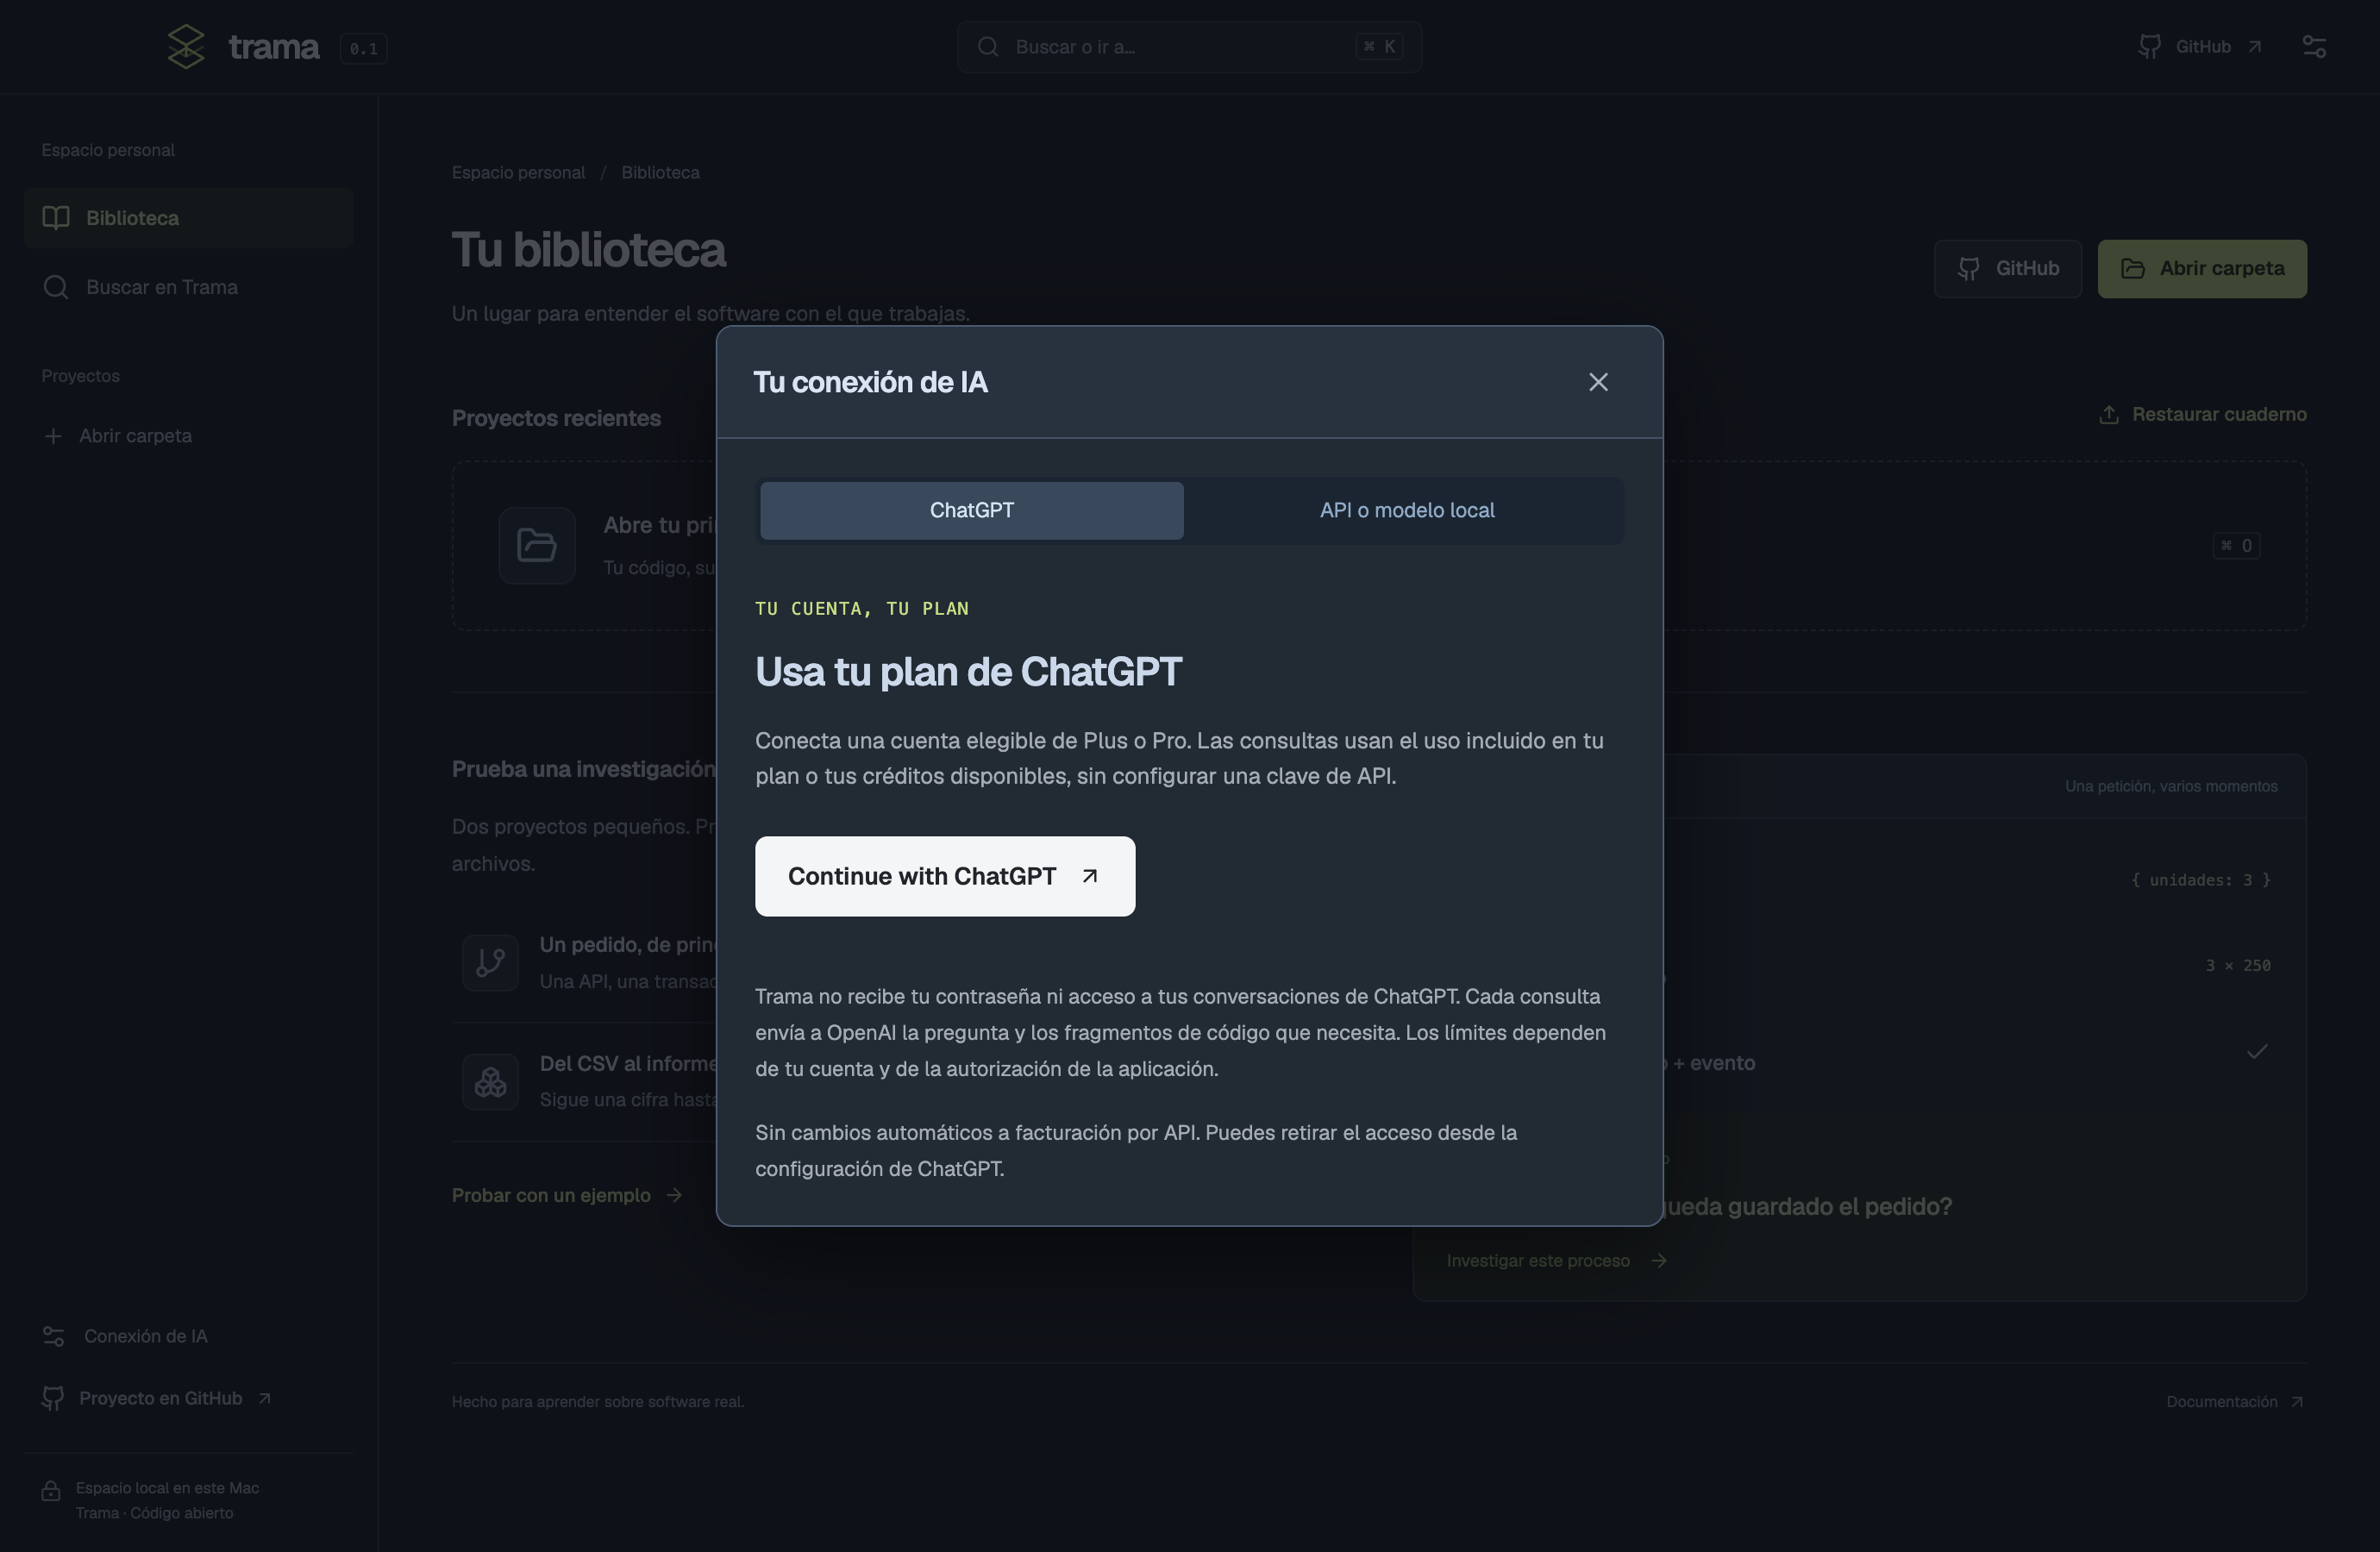 trama 0.1
Buscar o ir a... ⌘ K
GitHub
Espacio personal
Biblioteca
Buscar en Trama
Proyectos
Abrir carpeta
Conexión de IA
Proyecto en GitHub
Espacio local en este Mac
Trama · Código abierto
Espacio personal / Biblioteca
Tu biblioteca
Un lugar para entender el software con el que trabajas.
GitHub
Abrir carpeta
Proyectos recientes
Restaurar cuaderno
Abre tu
Tu código,
⌘ O
Prueba una investigación
Dos proyectos pequeños.
archivos.
Un pedido, de
Una API, una
Del CSV al informe
Sigue una cifra hasta
Probar con un ejemplo
Tu conexión de IA
ChatGPT
API o modelo local
TU CUENTA, TU PLAN
Usa tu plan de ChatGPT
Conecta una cuenta elegible de Plus o Pro. Las consultas usan el uso incluido en tu
plan o tus créditos disponibles, sin configurar una clave de API.
Continue with ChatGPT
Trama no recibe tu contraseña ni acceso a tus conversaciones de ChatGPT. Cada consulta
envía a OpenAI la pregunta y los fragmentos de código que necesita. Los límites dependen
de tu cuenta y de la autorización de la aplicación.
Sin cambios automáticos a facturación por API. Puedes retirar el acceso desde la
configuración de ChatGPT.
Una petición, varios momentos
{ unidades: 3 }
3 × 250
+ evento
guardado el pedido?
Investigar este proceso
Hecho para aprender sobre software real.
Documentación